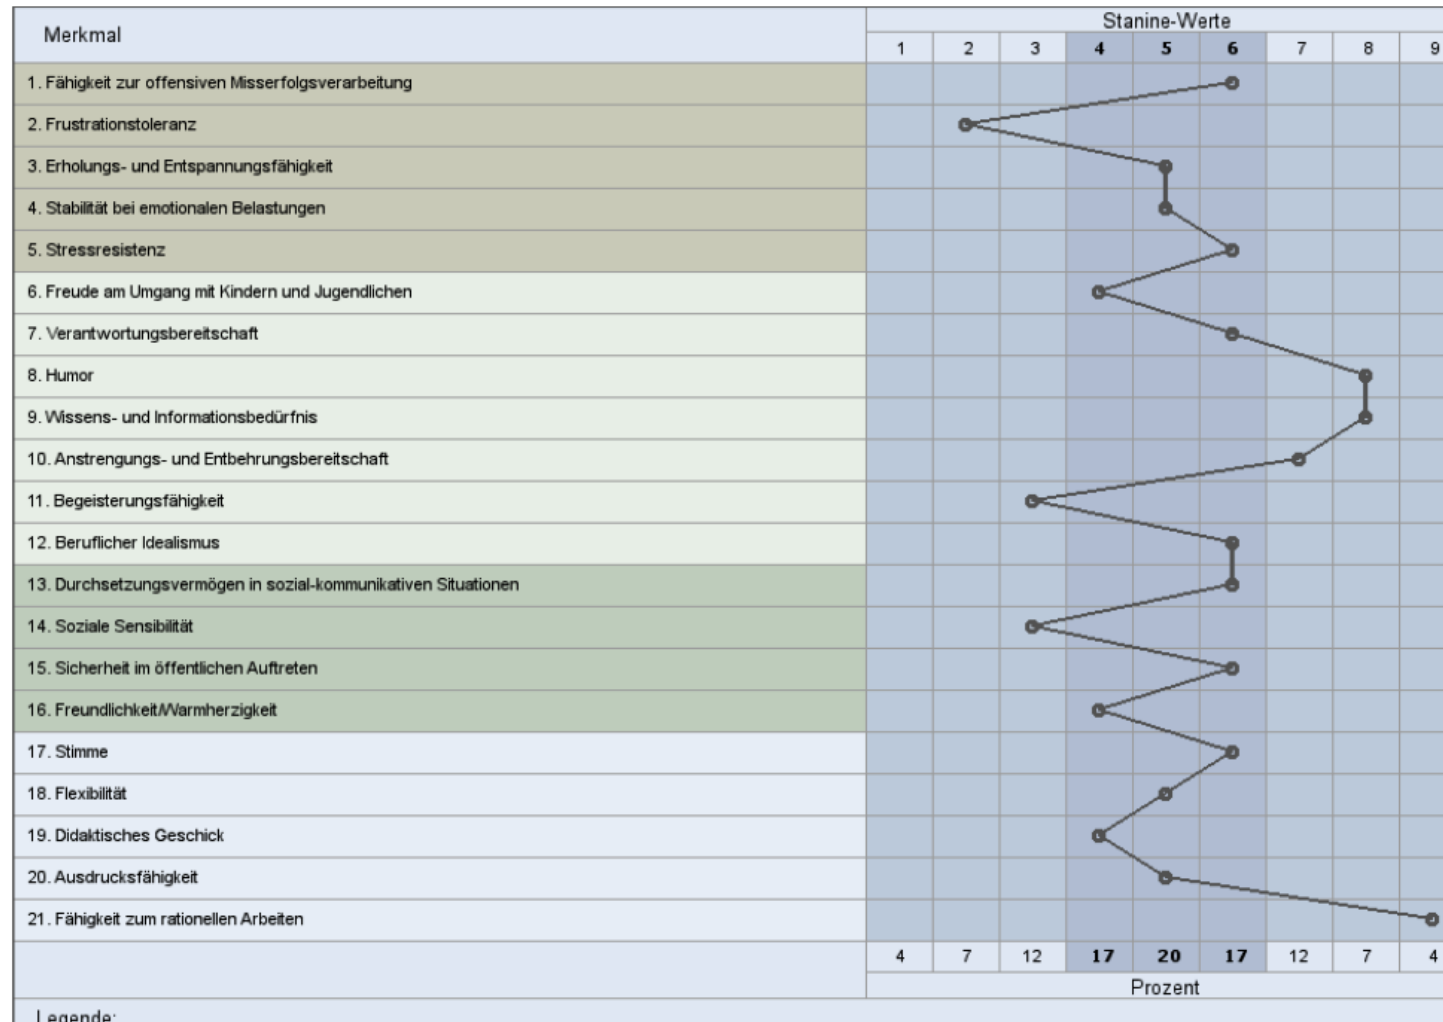 Merkmal
Stanine-Werte
1 2 3 4 5 6 7 8 9
1. Fähigkeit zur offensiven Misserfolgsverarbeitung
2. Frustrationstoleranz
3. Erholungs- und Entspannungsfähigkeit
4. Stabilität bei emotionalen Belastungen
5. Stressresistenz
6. Freude am Umgang mit Kindern und Jugendlichen
7. Verantwortungsbereitschaft
8. Humor
9. Wissens- und Informationsbedürfnis
10. Anstrengungs- und Entbehrungsbereitschaft
11. Begeisterungsfähigkeit
12. Beruflicher Idealismus
13. Durchsetzungsvermögen in sozial-kommunikativen Situationen
14. Soziale Sensibilität
15. Sicherheit im öffentlichen Auftreten
16. Freundlichkeit/Warmherzigkeit
17. Stimme
18. Flexibilität
19. Didaktisches Geschick
20. Ausdrucksfähigkeit
21. Fähigkeit zum rationellen Arbeiten
4 7 12 17 20 17 12 7 4
Prozent
Legende: